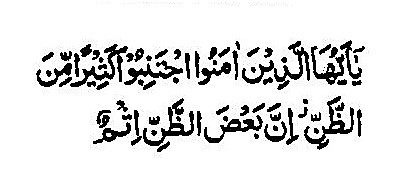 يٰۤاَيُّهَا الَّذِيْنَ اٰمَنُوا اجْتَنِبُوْا كَثِيْرًا مِّنَ
الظَّنِّ ز اِنَّ بَعْضَ الظَّنِّ اِثْمٌ